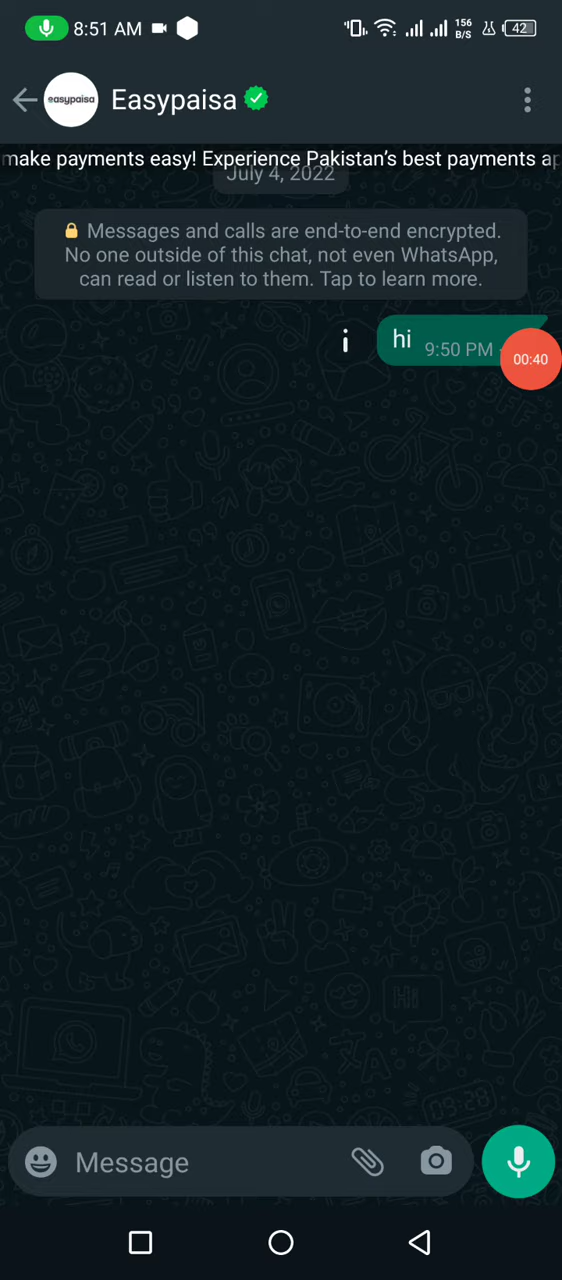 8:51 AM
156
B/S
42
easypaisa
Easypaisa
make payments easy! Experience Pakistan's best payments ap
July 4, 2022
Messages and calls are end-to-end encrypted.
No one outside of this chat, not even WhatsApp,
can read or listen to them. Tap to learn more.
hi
9:50 PM
00:40
Message